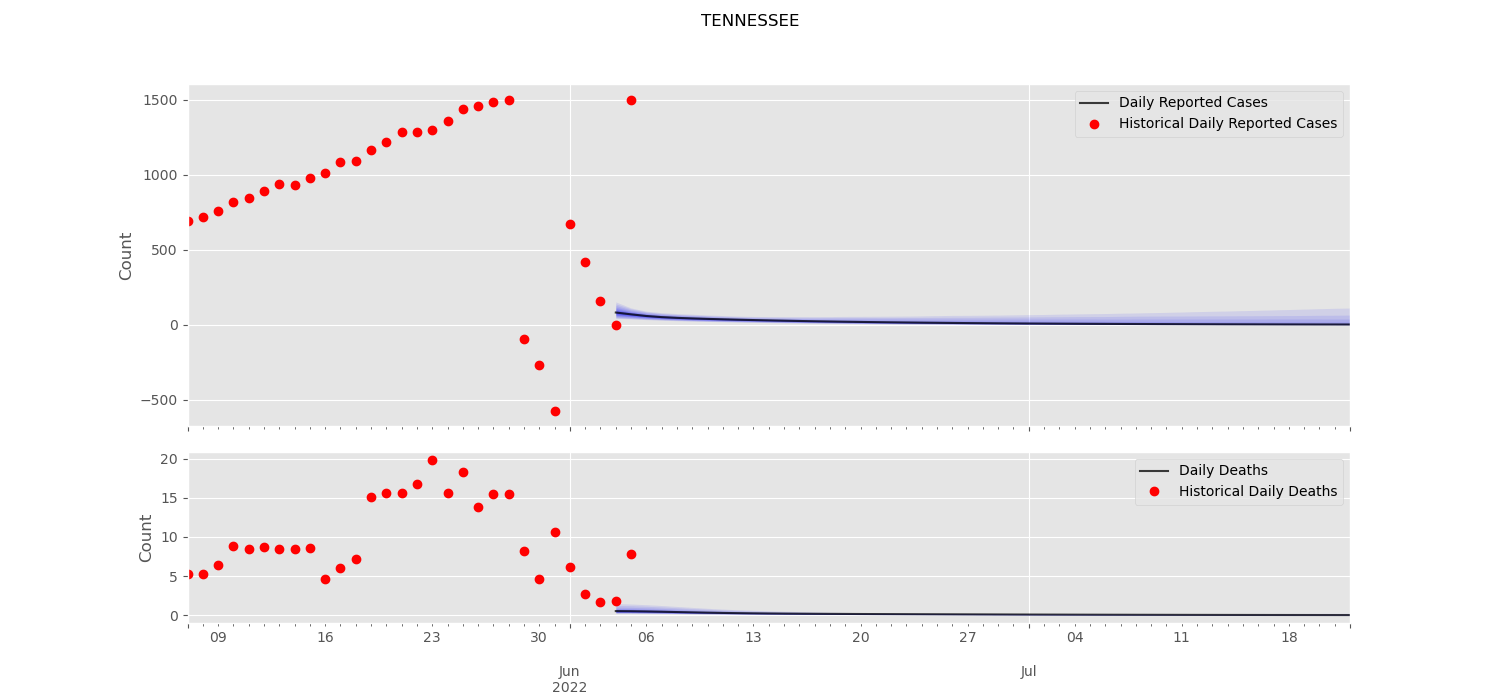 TENNESSEE
1500
1000
500
0
−500
Count
Daily Reported Cases
Historical Daily Reported Cases
20
15
10
5
0
Count
Daily Deaths
Historical Daily Deaths
09 16 23 30 06 13 20 27 04 11 18
Jun Jul
2022